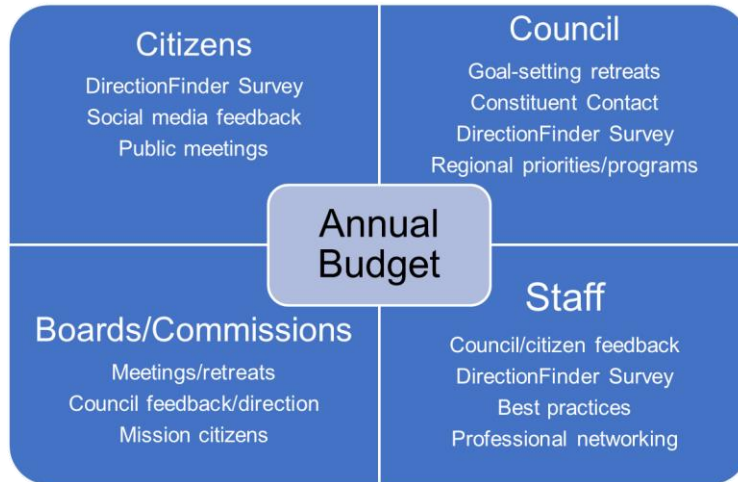 Citizens
DirectionFinder Survey
Social media feedback
Public meetings
Council
Goal-setting retreats
Constituent Contact
DirectionFinder Survey
Regional priorities/programs
Annual
Budget
Boards/Commissions
Meetings/retreats
Council feedback/direction
Mission citizens
Staff
Council/citizen feedback
DirectionFinder Survey
Best practices
Professional networking